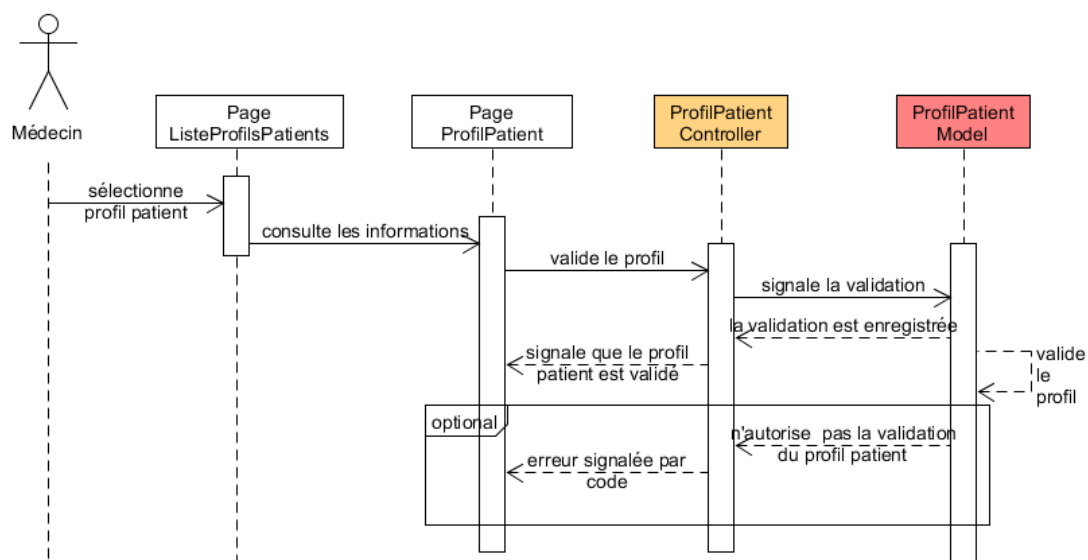 Médecin
Page
ListeProfilsPatients
Page
ProfilPatient
ProfilPatient
Controller
ProfilPatient
Model
sélectionne
profil patient
consulte les informations
valide le profil
signale la validation
la validation est enregistrée
signale que le profil
patient est validé
valide
le
profil
optional
n'autorise pas la validation
du profil patient
erreur signalée par
code